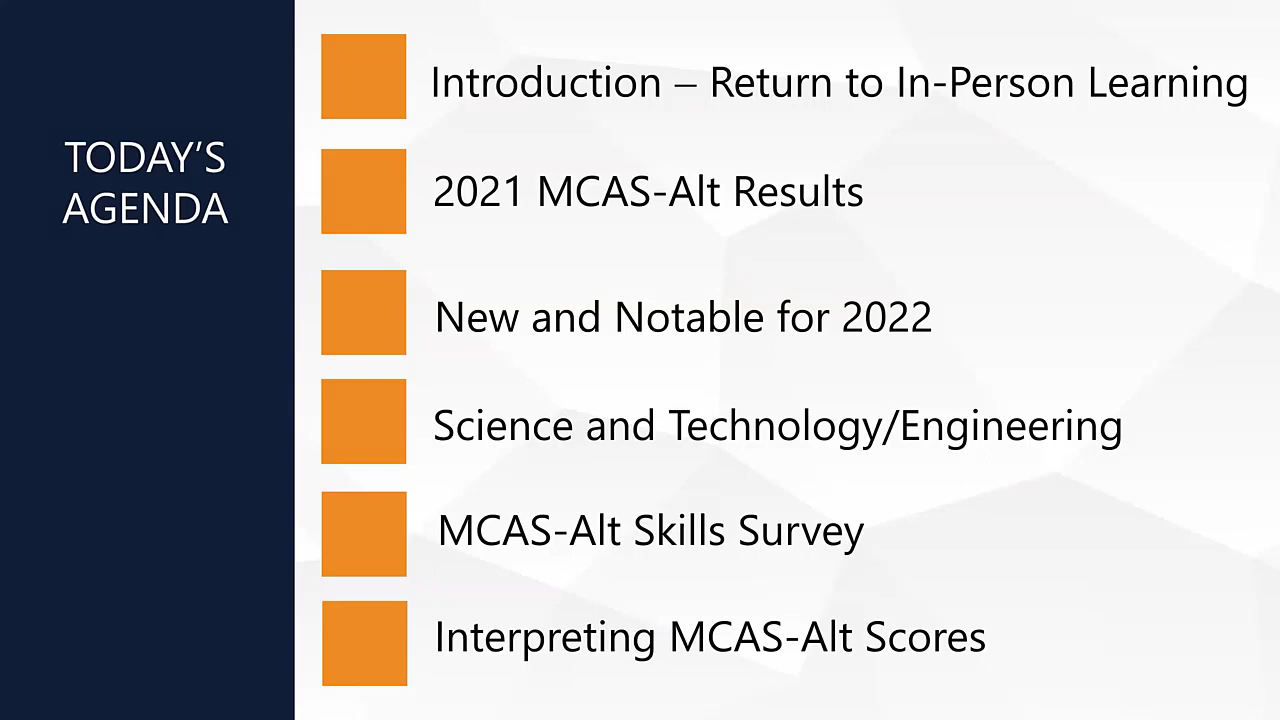 TODAY’S
AGENDA
Introduction – Return to In-Person Learning
2021 MCAS-Alt Results
New and Notable for 2022
Science and Technology/Engineering
MCAS-Alt Skills Survey
Interpreting MCAS-Alt Scores